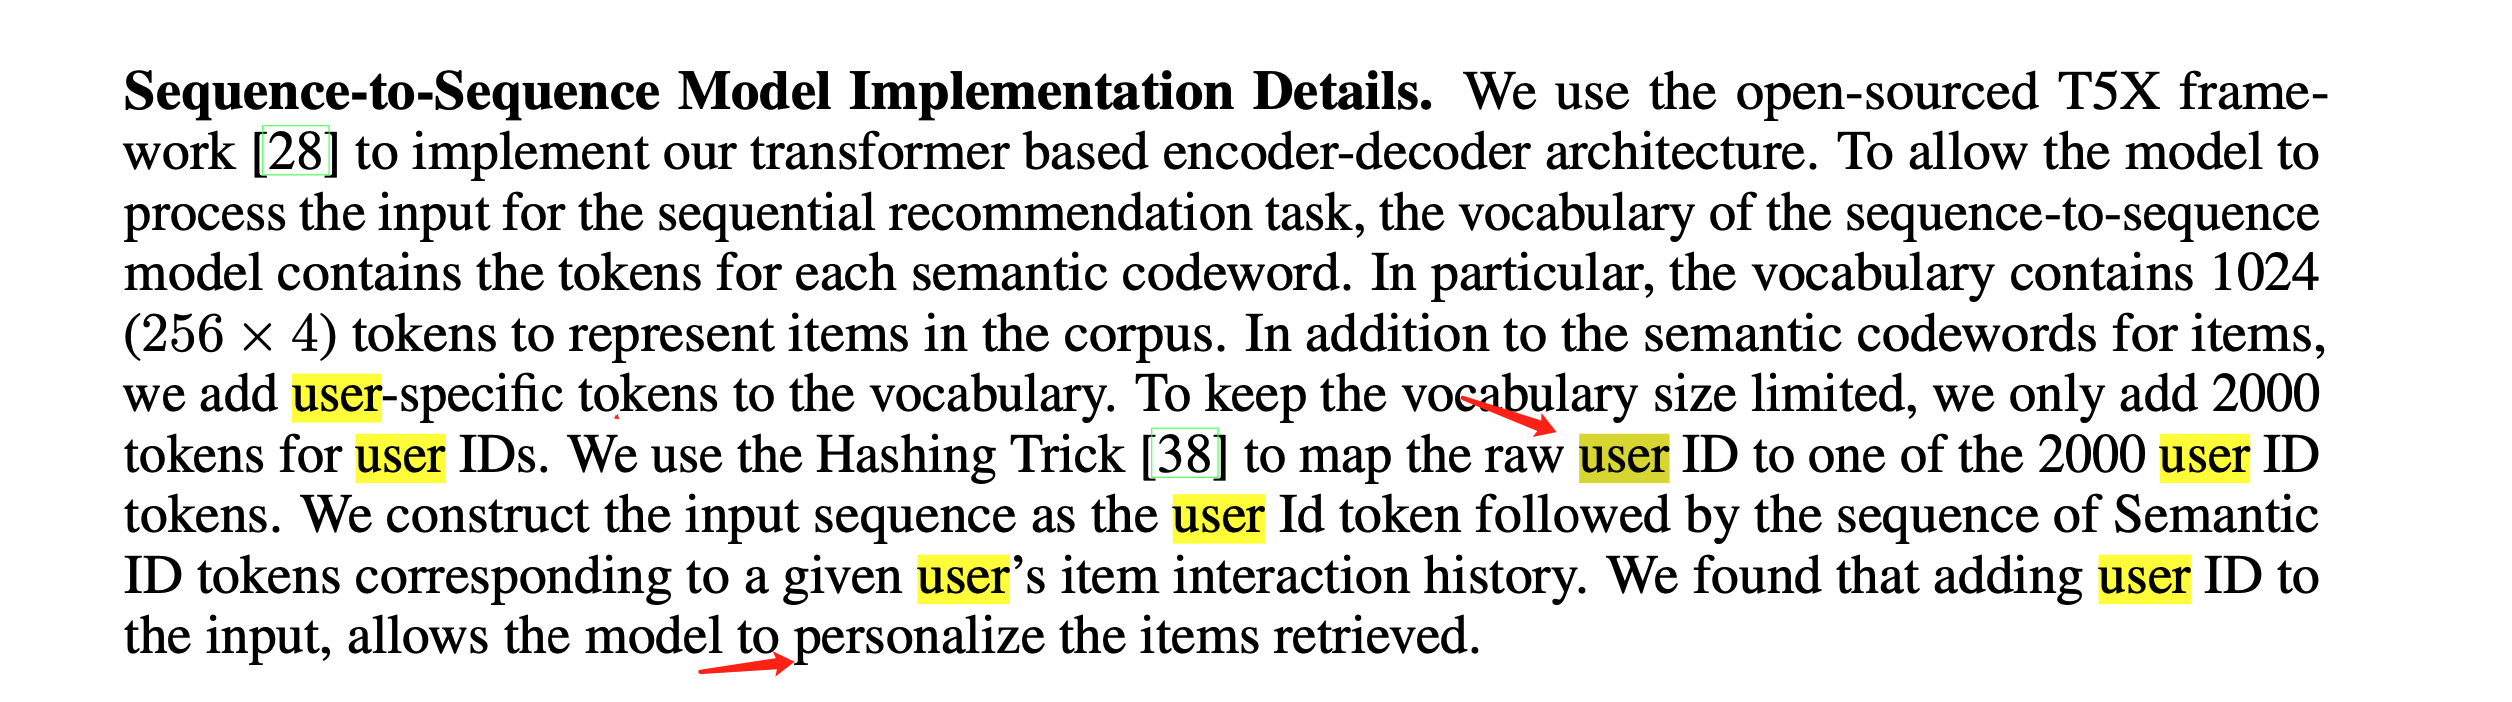 Sequence-to-Sequence Model Implementation Details. We use the open-sourced T5X frame-
work [28] to implement our transformer based encoder-decoder architecture. To allow the model to
process the input for the sequential recommendation task, the vocabulary of the sequence-to-sequence
model contains the tokens for each semantic codeword. In particular, the vocabulary contains 1024
(256 × 4) tokens to represent items in the corpus. In addition to the semantic codewords for items,
we add user-specific tokens to the vocabulary. To keep the vocabulary size limited, we only add 2000
tokens for user IDs. We use the Hashing Trick [38] to map the raw user ID to one of the 2000 user ID
tokens. We construct the input sequence as the user Id token followed by the sequence of Semantic
ID tokens corresponding to a given user's item interaction history. We found that adding user ID to
the input, allows the model to personalize the items retrieved.